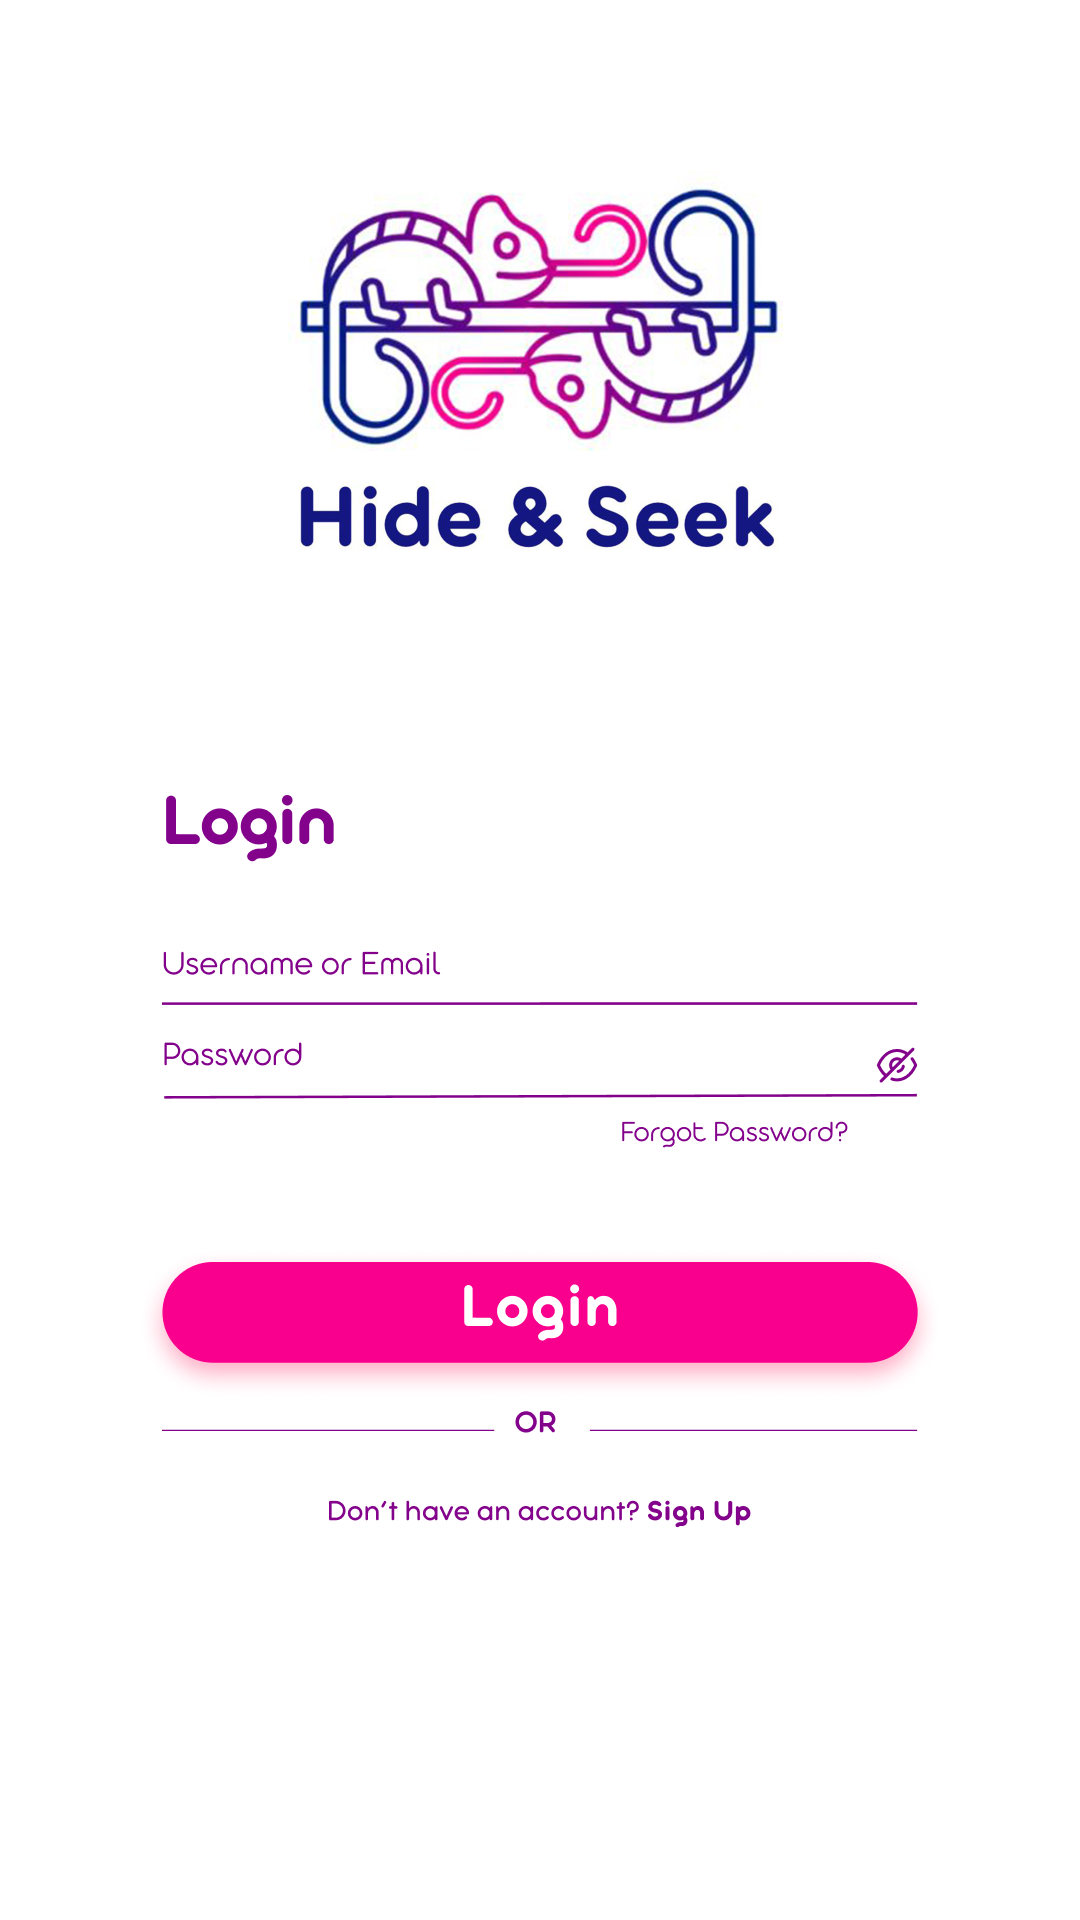 Hide & Seek
Login
Username or Email
Password
Forgot Password?
Login
OR
Don't have an account? Sign Up